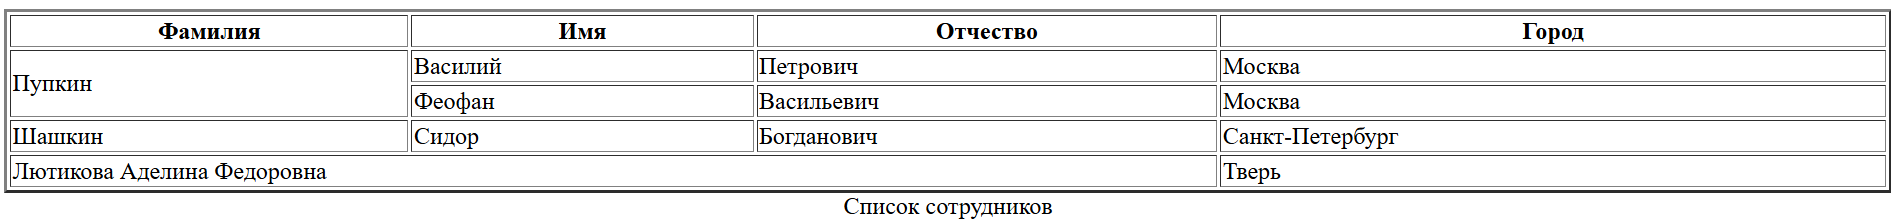 Фамилия Имя Отчество Город
Пупкин Василий Петрович Москва
Феофан Васильевич Москва
Шашкин Сидор Богданович Санкт-Петербург
Лютикова Аделина Федоровна Тверь
Список сотрудников